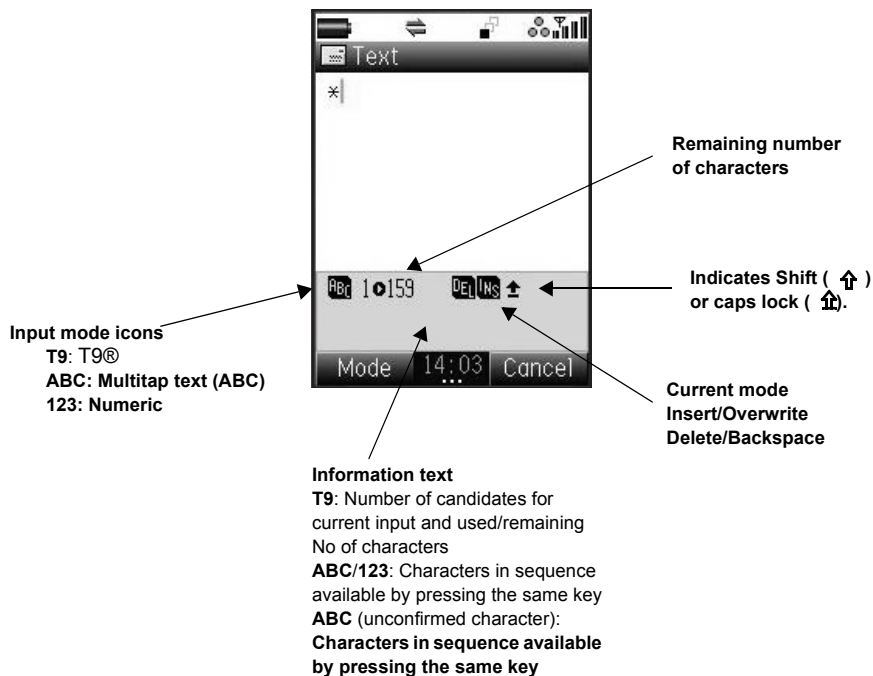 Text
*
Remaining number
of characters
ABC 1 159 DEL INS
Indicates Shift ( ⇧ )
or caps lock ( ⇫).
Input mode icons
T9: T9®
ABC: Multitap text (ABC)
123: Numeric
Mode 14:03 Cancel
Current mode
Insert/Overwrite
Delete/Backspace
Information text
T9: Number of candidates for
current input and used/remaining
No of characters
ABC/123: Characters in sequence
available by pressing the same key
ABC (unconfirmed character):
Characters in sequence available
by pressing the same key